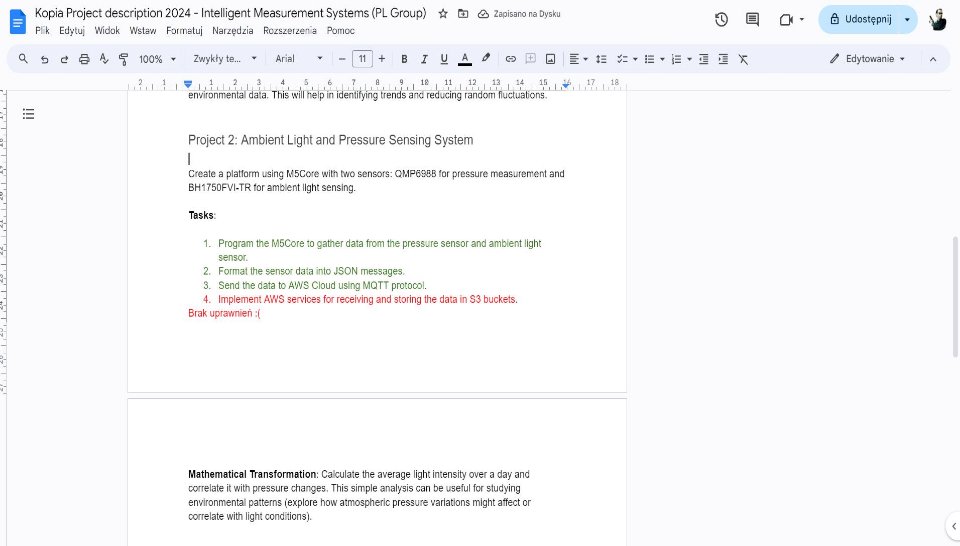 Kopia Project description 2024 - Intelligent Measurement Systems (PL Group) Zapisano na Dysku
Plik Edytuj Widok Wstaw Formatuj Narzędzia Rozszerzenia Pomoc
Udostępnij
100% Zwykły te... Arial - 11 + B I U A Edytowanie
2 1 1 2 3 4 5 6 7 8 9 10 11 12 13 14 15 16 17 18
environmental data. This will help in identifying trends and reducing random fluctuations.
Project 2: Ambient Light and Pressure Sensing System
Create a platform using M5Core with two sensors: QMP6988 for pressure measurement and
BH1750FVI-TR for ambient light sensing.
Tasks:
1. Program the M5Core to gather data from the pressure sensor and ambient light
sensor.
2. Format the sensor data into JSON messages.
3. Send the data to AWS Cloud using MQTT protocol.
4. Implement AWS services for receiving and storing the data in S3 buckets.
Brak uprawnień :(
Mathematical Transformation: Calculate the average light intensity over a day and
correlate it with pressure changes. This simple analysis can be useful for studying
environmental patterns (explore how atmospheric pressure variations might affect or
correlate with light conditions).